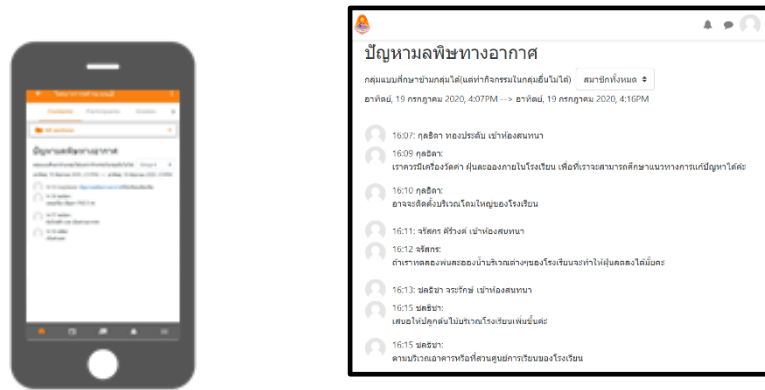 Contents Participants Grades
ปัญหามลพิษทางอากาศ
ปัญหามลพิษทางอากาศ
กลุ่มแบบศึกษาข้ามกลุ่มได้(แต่ทำกิจกรรมในกลุ่มอื่นไม่ได้) สมาชิกทั้งหมด
อาทิตย์, 19 กรกฎาคม 2020, 4:07PM --> อาทิตย์, 19 กรกฎาคม 2020, 4:16PM
16:07: กุลธิดา ทองประดับ เข้าห้องสนทนา
16:09 กุลธิดา:
เราควรมีเครื่องวัดค่า ฝุ่นละอองภายในโรงเรียน เพื่อที่เราจะสามารถศึกษาแนวทางการแก้ปัญหาได้ค่ะ
16:10 กุลธิดา:
อาจจะติดตั้งบริเวณโดมใหญ่ของโรงเรียน
16:11: จรัสกร คีรีวงค์ เข้าห้องสนทนา
16:12 จรัสกร:
ถ้าเราทดลองพ่นละอองน้ำบริเวณต่างๆของโรงเรียนจะทำให้ฝุ่นลดลงได้มั้ยคะ
16:13: ชลธิชา จระรักษ์ เข้าห้องสนทนา
16:15 ชลธิชา:
เสนอให้ปลูกต้นไม้บริเวณโรงเรียนเพิ่มขึ้นค่ะ
16:15 ชลธิชา:
ตามบริเวณอาคารหรือที่สวนศูนย์การเรียนของโรงเรียน